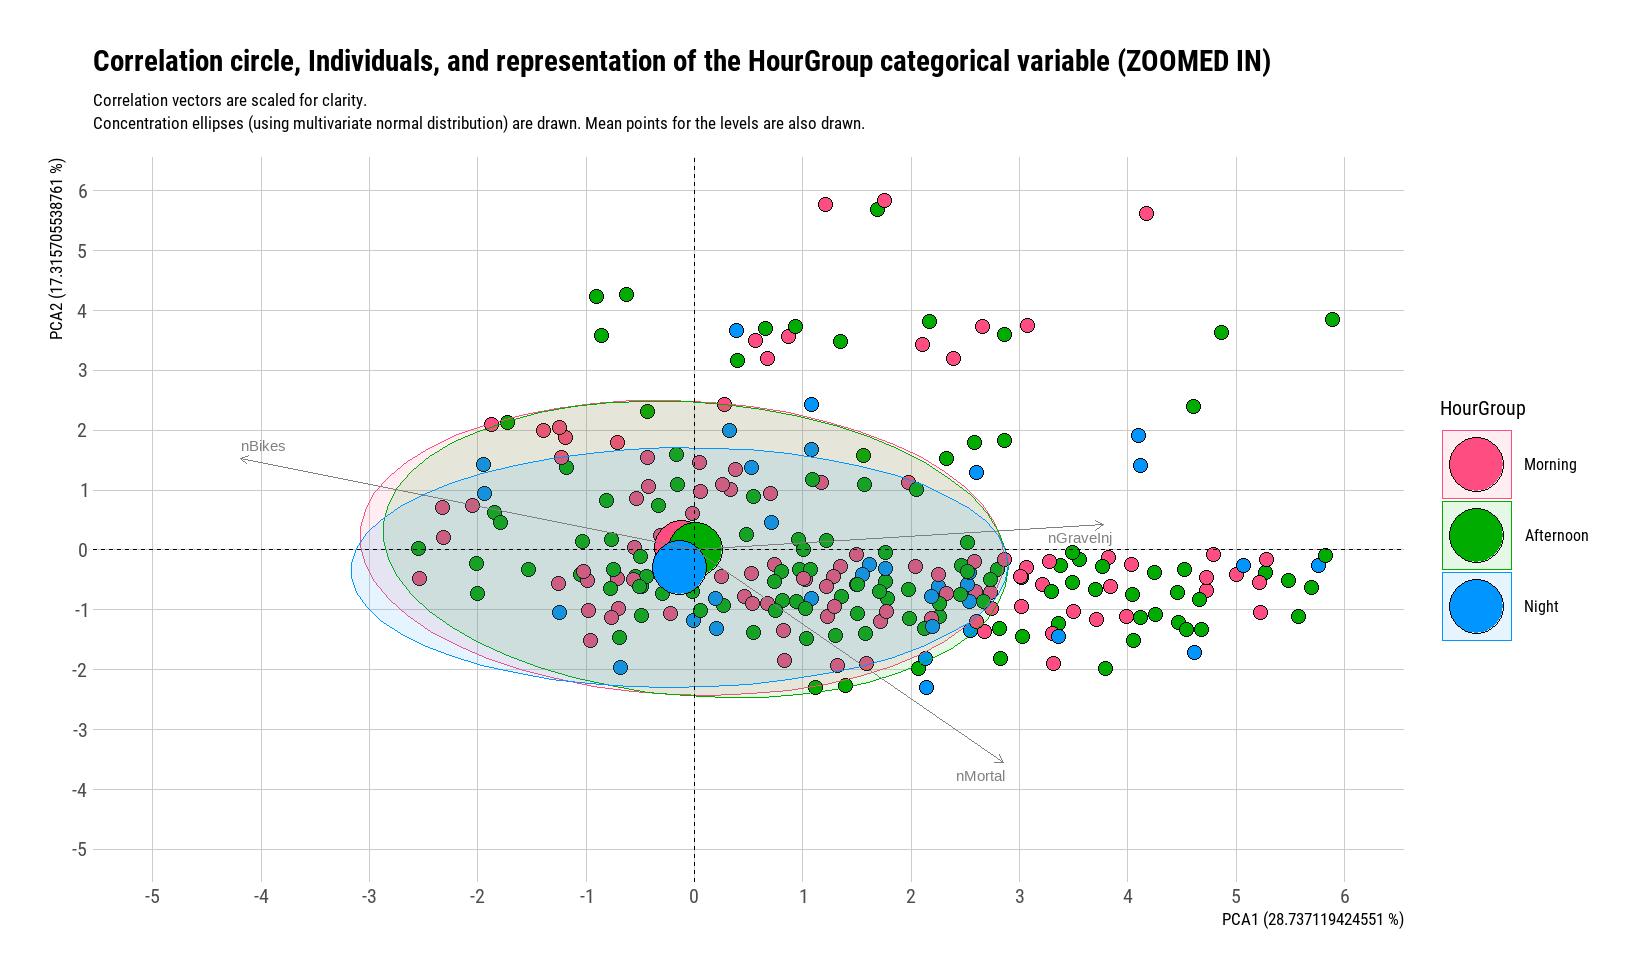 Correlation circle, Individuals, and representation of the HourGroup categorical variable (ZOOMED IN)
Correlation vectors are scaled for clarity.
Concentration ellipses (using multivariate normal distribution) are drawn. Mean points for the levels are also drawn.
PCA2 (17.315705538761 %)
6
5
4
3
2
1
0
-1
-2
-3
-4
-5
nBikes
nGraveInj
nMortal
-5 -4 -3 -2 -1 0 1 2 3 4 5 6
PCA1 (28.737119424551 %)
HourGroup
Morning
Afternoon
Night